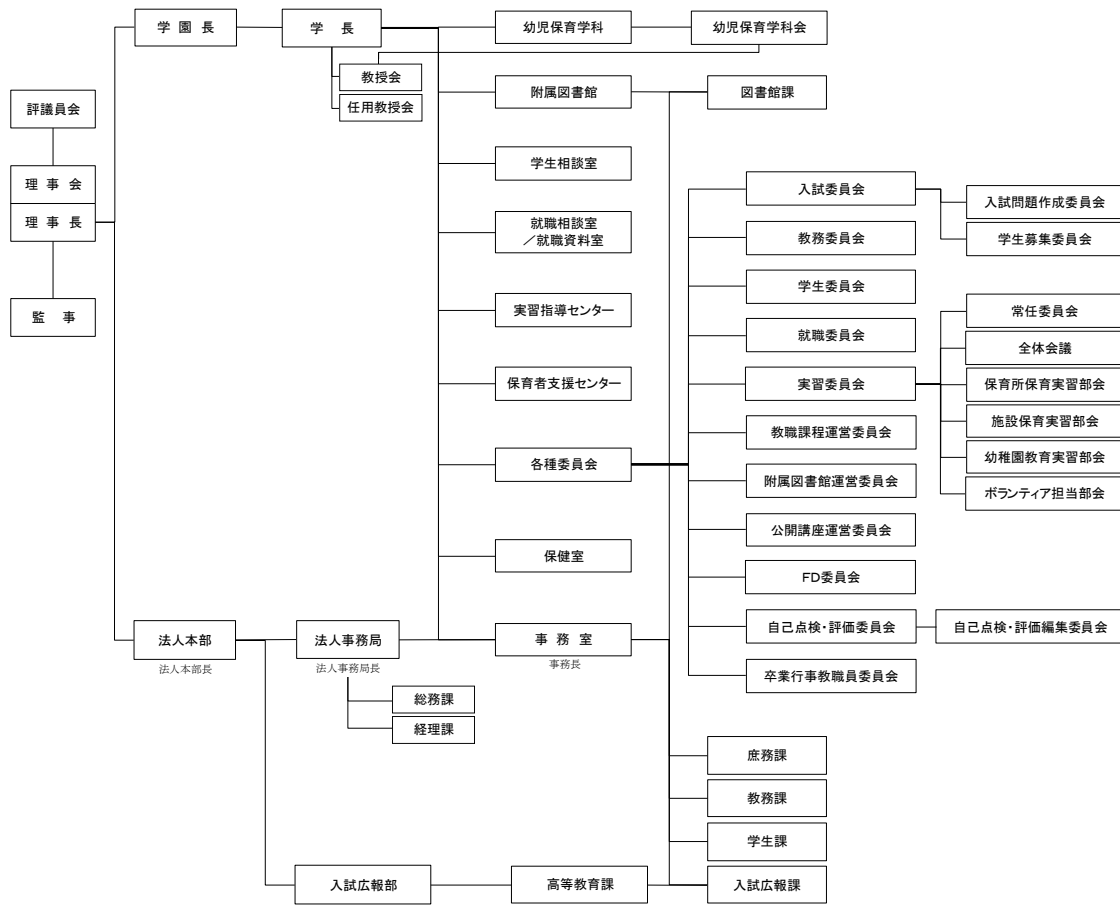 学 園 長
学 長
幼児保育学科
幼児保育学科会
教授会
任用教授会
評議員会
附属図書館
図書館課
理 事 会
理 事 長
監 事
学生相談室
就職相談室
／就職資料室
実習指導センター
保育者支援センター
各種委員会
保健室
入試委員会
教務委員会
学生委員会
就職委員会
実習委員会
教職課程運営委員会
附属図書館運営委員会
公開講座運営委員会
FD委員会
自己点検・評価委員会
卒業行事教職員委員会
入試問題作成委員会
学生募集委員会
常任委員会
全体会議
保育所保育実習部会
施設保育実習部会
幼稚園教育実習部会
ボランティア担当部会
自己点検・評価編集委員会
法人本部
法人本部長
法人事務局
法人事務局長
事 務 室
事務長
総務課
経理課
庶務課
教務課
学生課
入試広報部
高等教育課
入試広報課